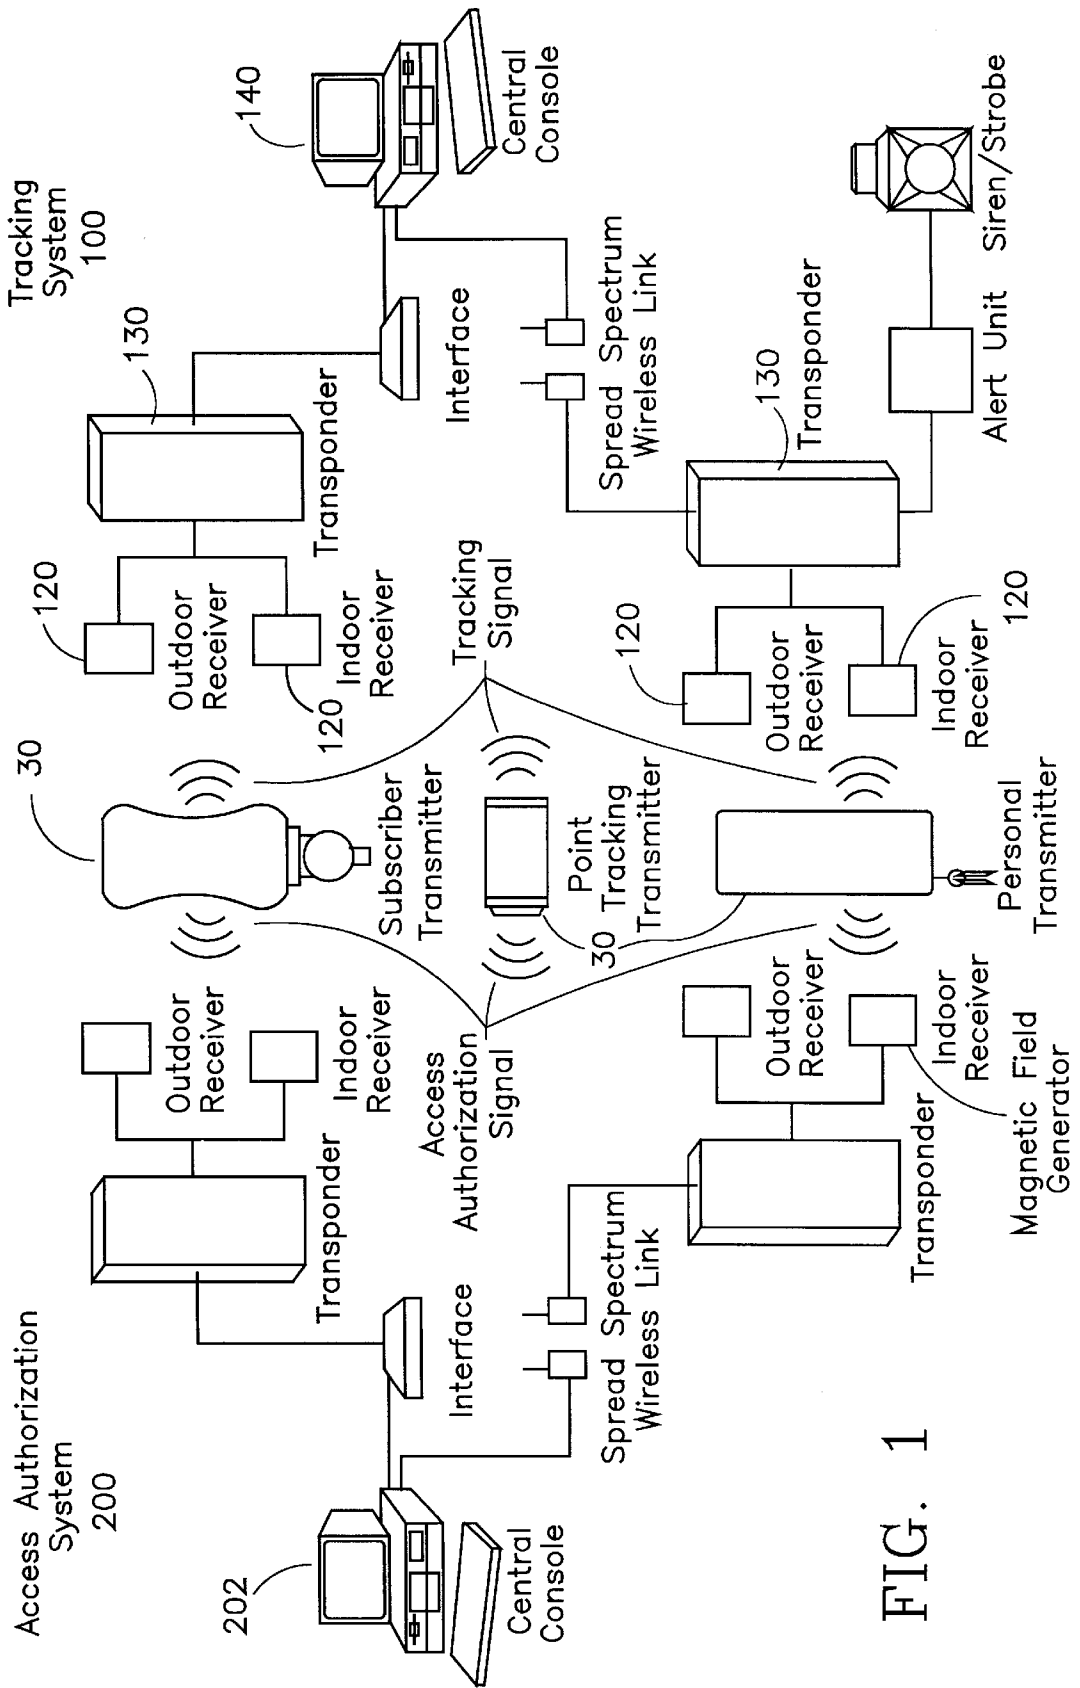 Access Authorization
System
200
Tracking
System
100
202
Central
Console
Interface
Transponder
Outdoor
Receiver
Indoor
Receiver
Access
Authorization
Signal
Spread Spectrum
Wireless Link
Transponder
Outdoor
Receiver
Indoor
Receiver
Magnetic Field
Generator
30
Subscriber
Transmitter
Point
Tracking
Transmitter
30
Personal
Transmitter
Tracking
Signal
120
Outdoor
Receiver
120
Indoor
Receiver
130
Transponder
Interface
140
Central
Console
Spread Spectrum
Wireless Link
120
Outdoor
Receiver
120
Indoor
Receiver
130
Transponder
Alert Unit
Siren/Strobe
FIG. 1